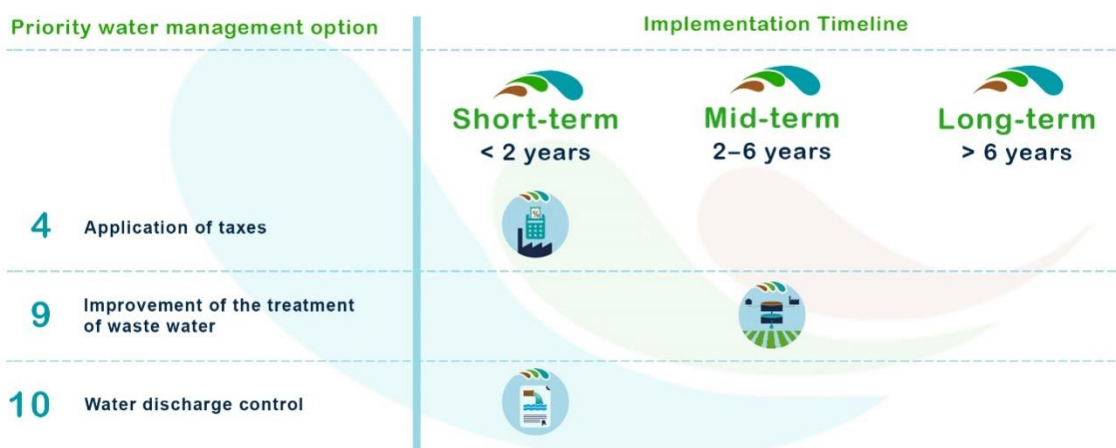 Priority water management option
Implementation Timeline
Short-term
Mid-term
Long-term
< 2 years
2–6 years
> 6 years
4
Application of taxes
%
9
Improvement of the treatment
of waste water
10
Water discharge control